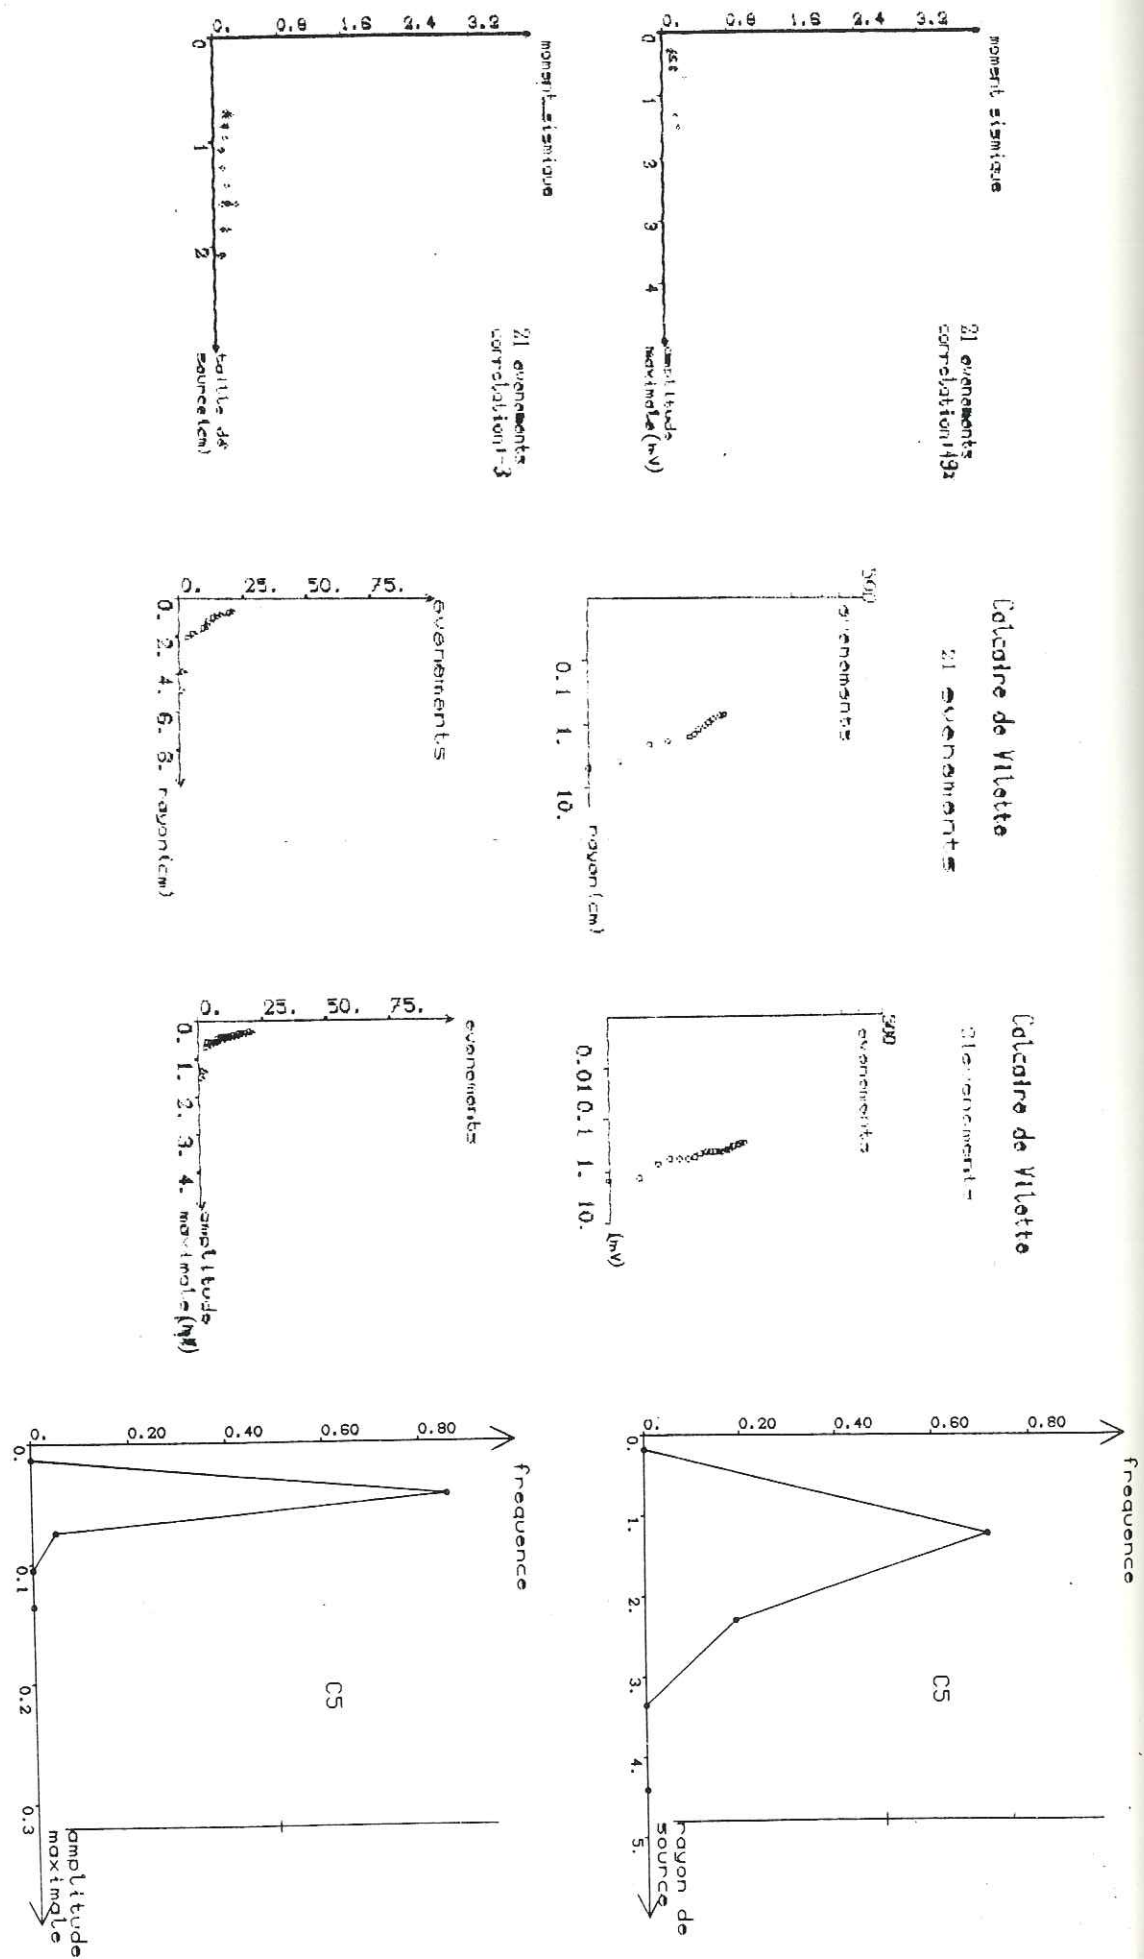 moment sismique
3.2
2.4
1.6
0.8
0.
0
1
2
3
4
amplitude
maximale(mV)
21 evenements
moment sismique
3.2
2.4
1.6
0.8
0.
0
1
2
taille de
source(cm)
21 evenements
correlation:-3
Calcaire de Vilette
21 evenements
500
evenements
0.1
1.
10.
rayon(cm)
evenements
75.
50.
25.
0.
0.
2.
4.
6.
8.
rayon(cm)
Calcaire de Vilette
21evenements
500
evenements
0.01
0.1
1.
10.
(mV)
evenements
75.
50.
25.
0.
0.
1.
2.
3.
4.
amplitude
maximale
frequence
0.80
0.60
0.40
0.20
0.
0.
1.
2.
3.
4.
5.
C5
rayon de
source
frequence
0.80
0.60
0.40
0.20
0.
0.
0.1
0.2
0.3
C5
amplitude
maximale